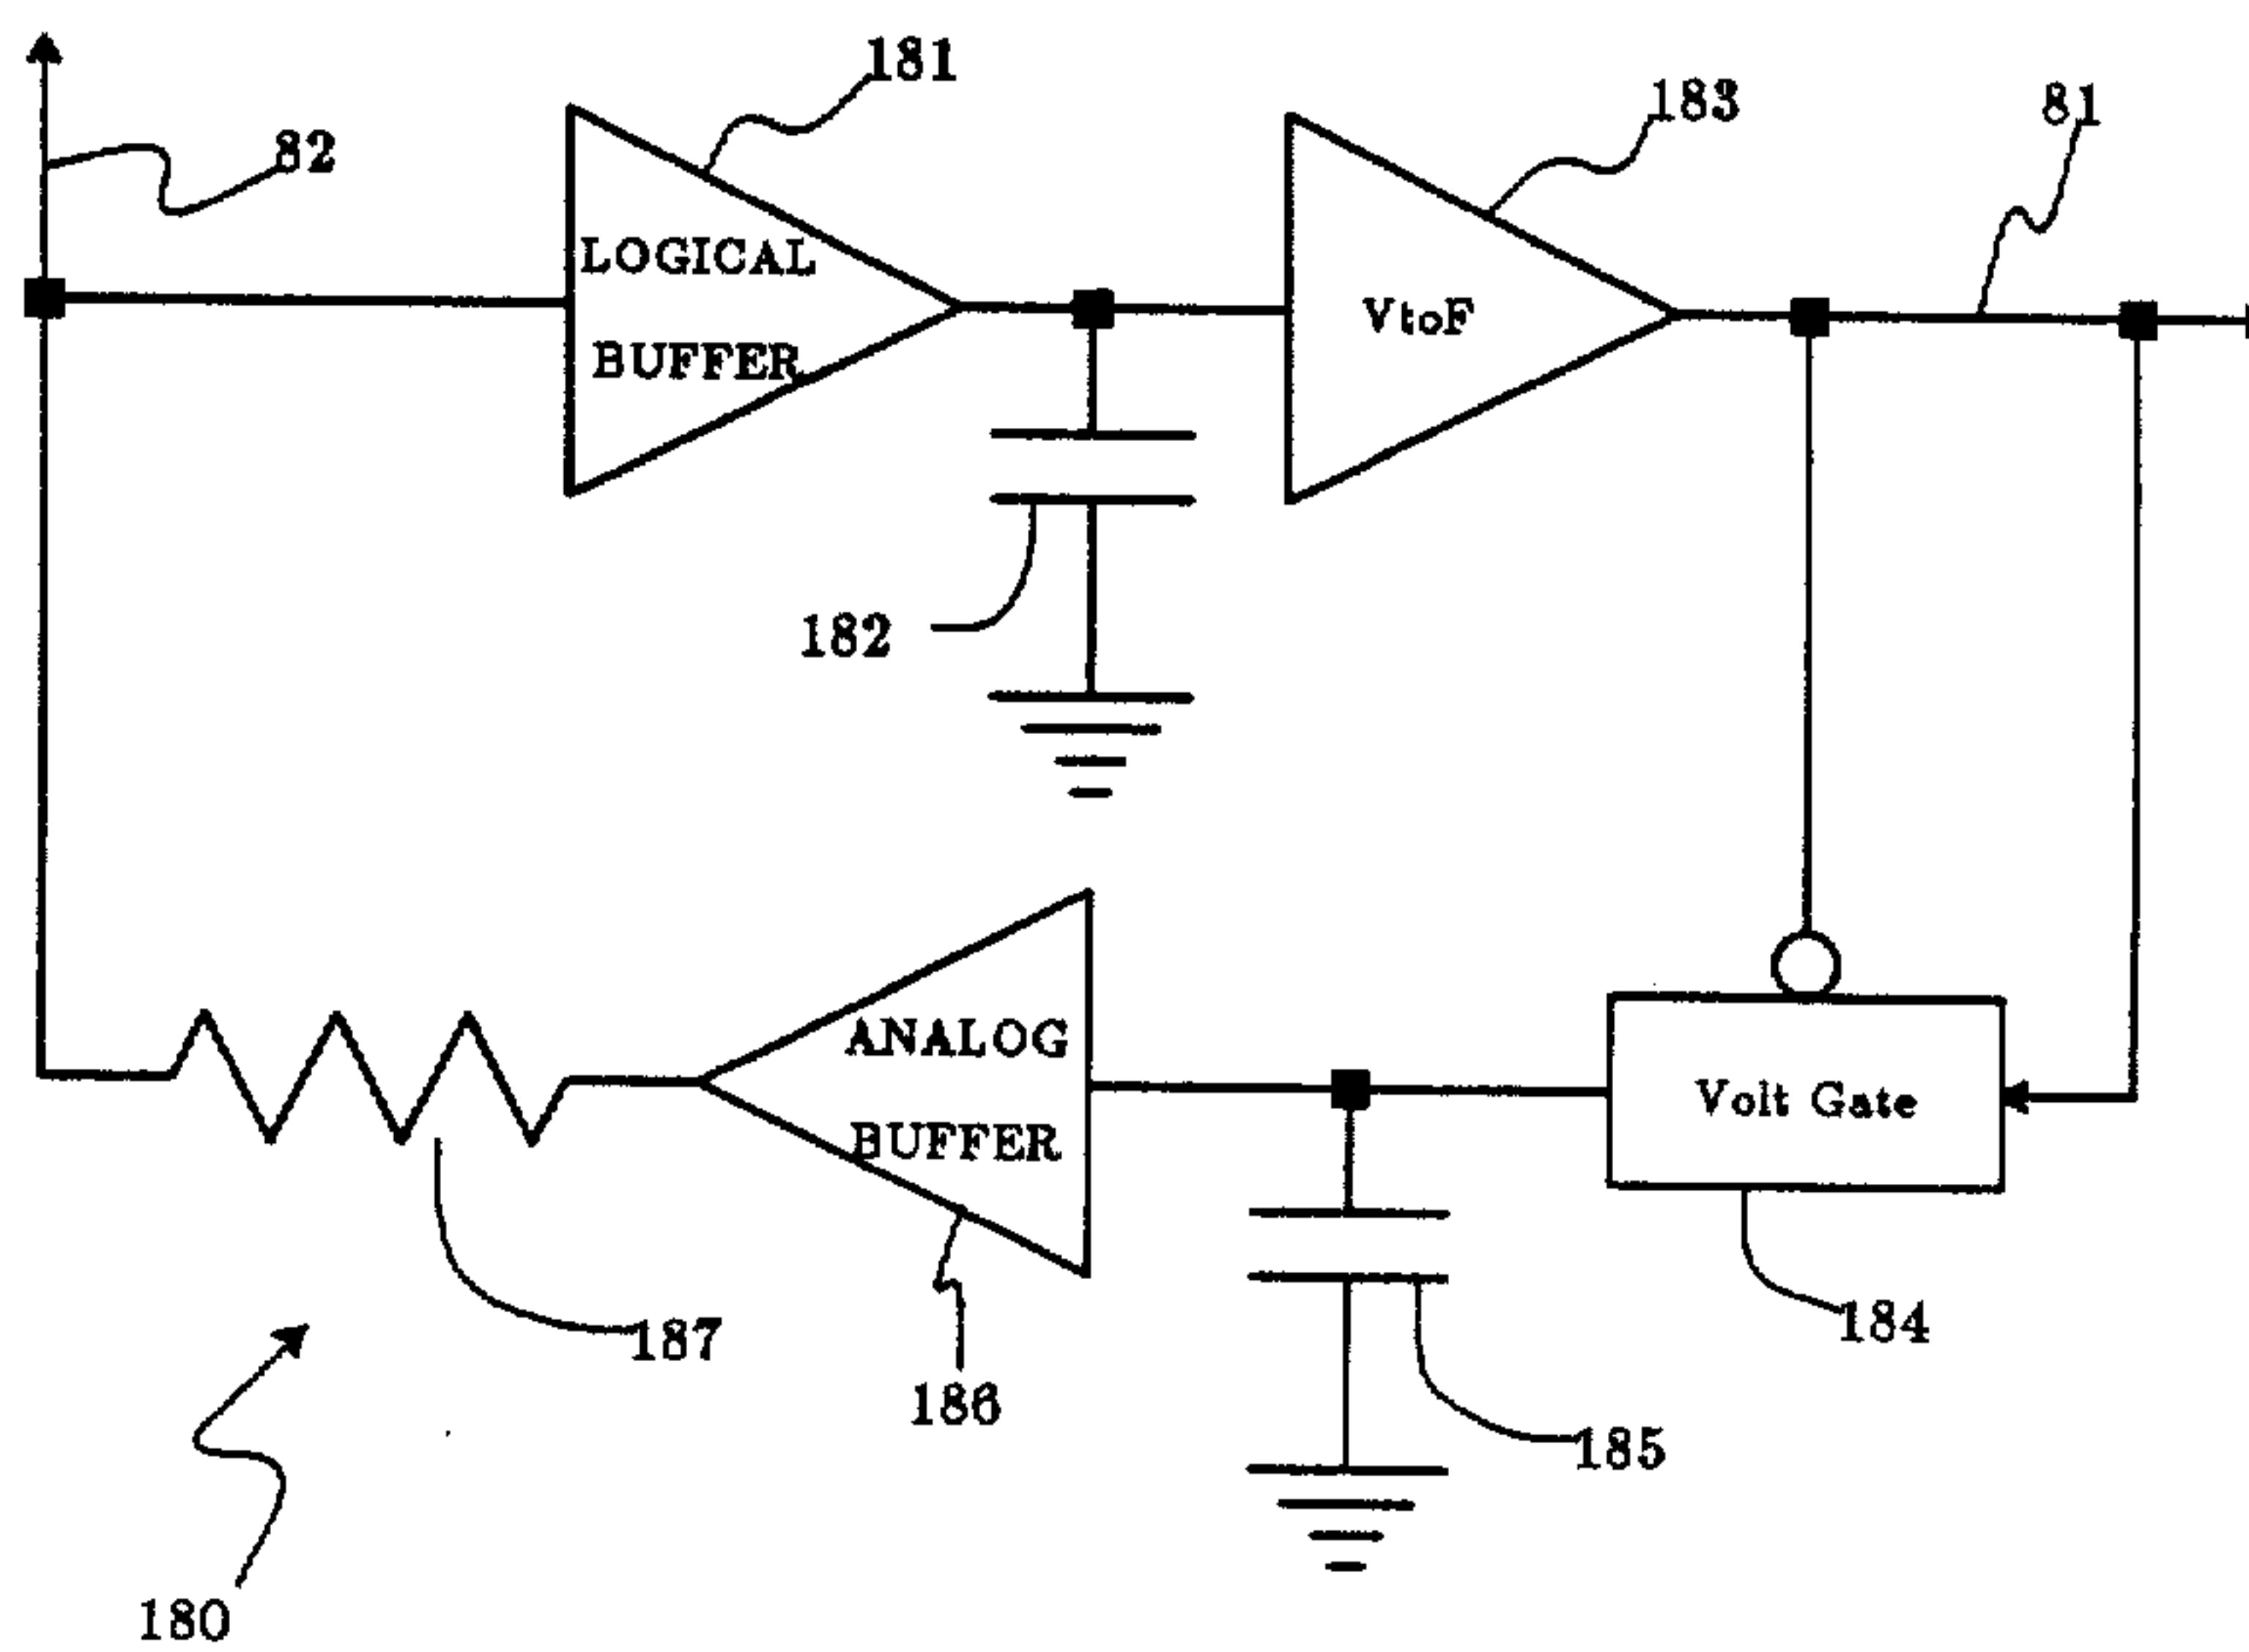 181
183
81
82
LOGICAL
BUFFER
VtoF
182
ANALOG
BUFFER
Volt Gate
187
184
186
185
180